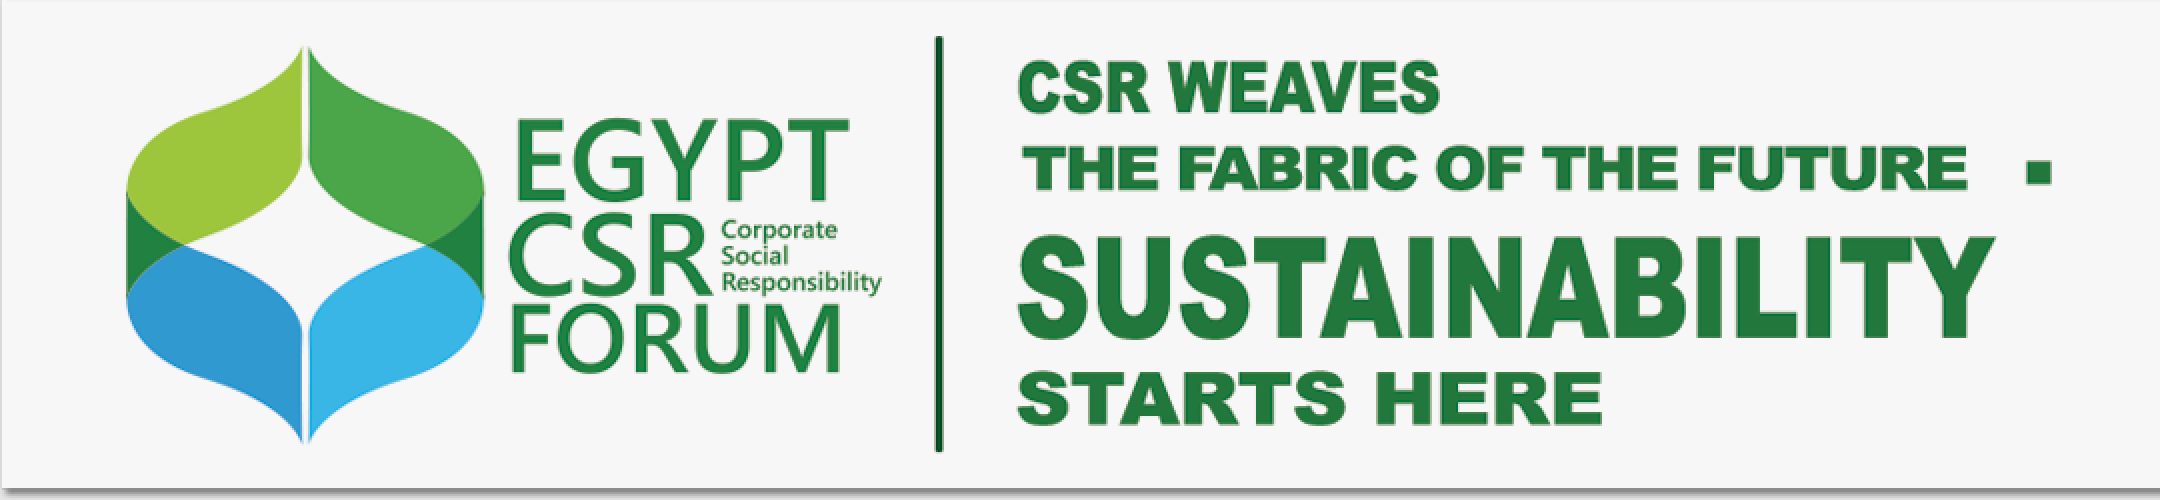 EGYPT
CSR
Corporate
Social
Responsibility
FORUM
CSR WEAVES
THE FABRIC OF THE FUTURE .
SUSTAINABILITY
STARTS HERE